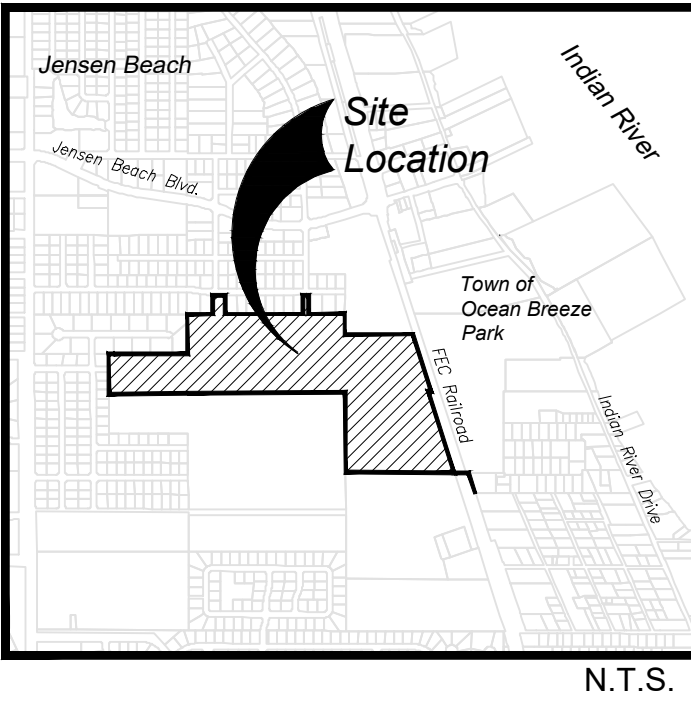 Jensen Beach
Indian River
Site
Location
Jensen Beach Blvd.
Town of
Ocean Breeze
Park
FEC Railroad
Indian River Drive
N.T.S.